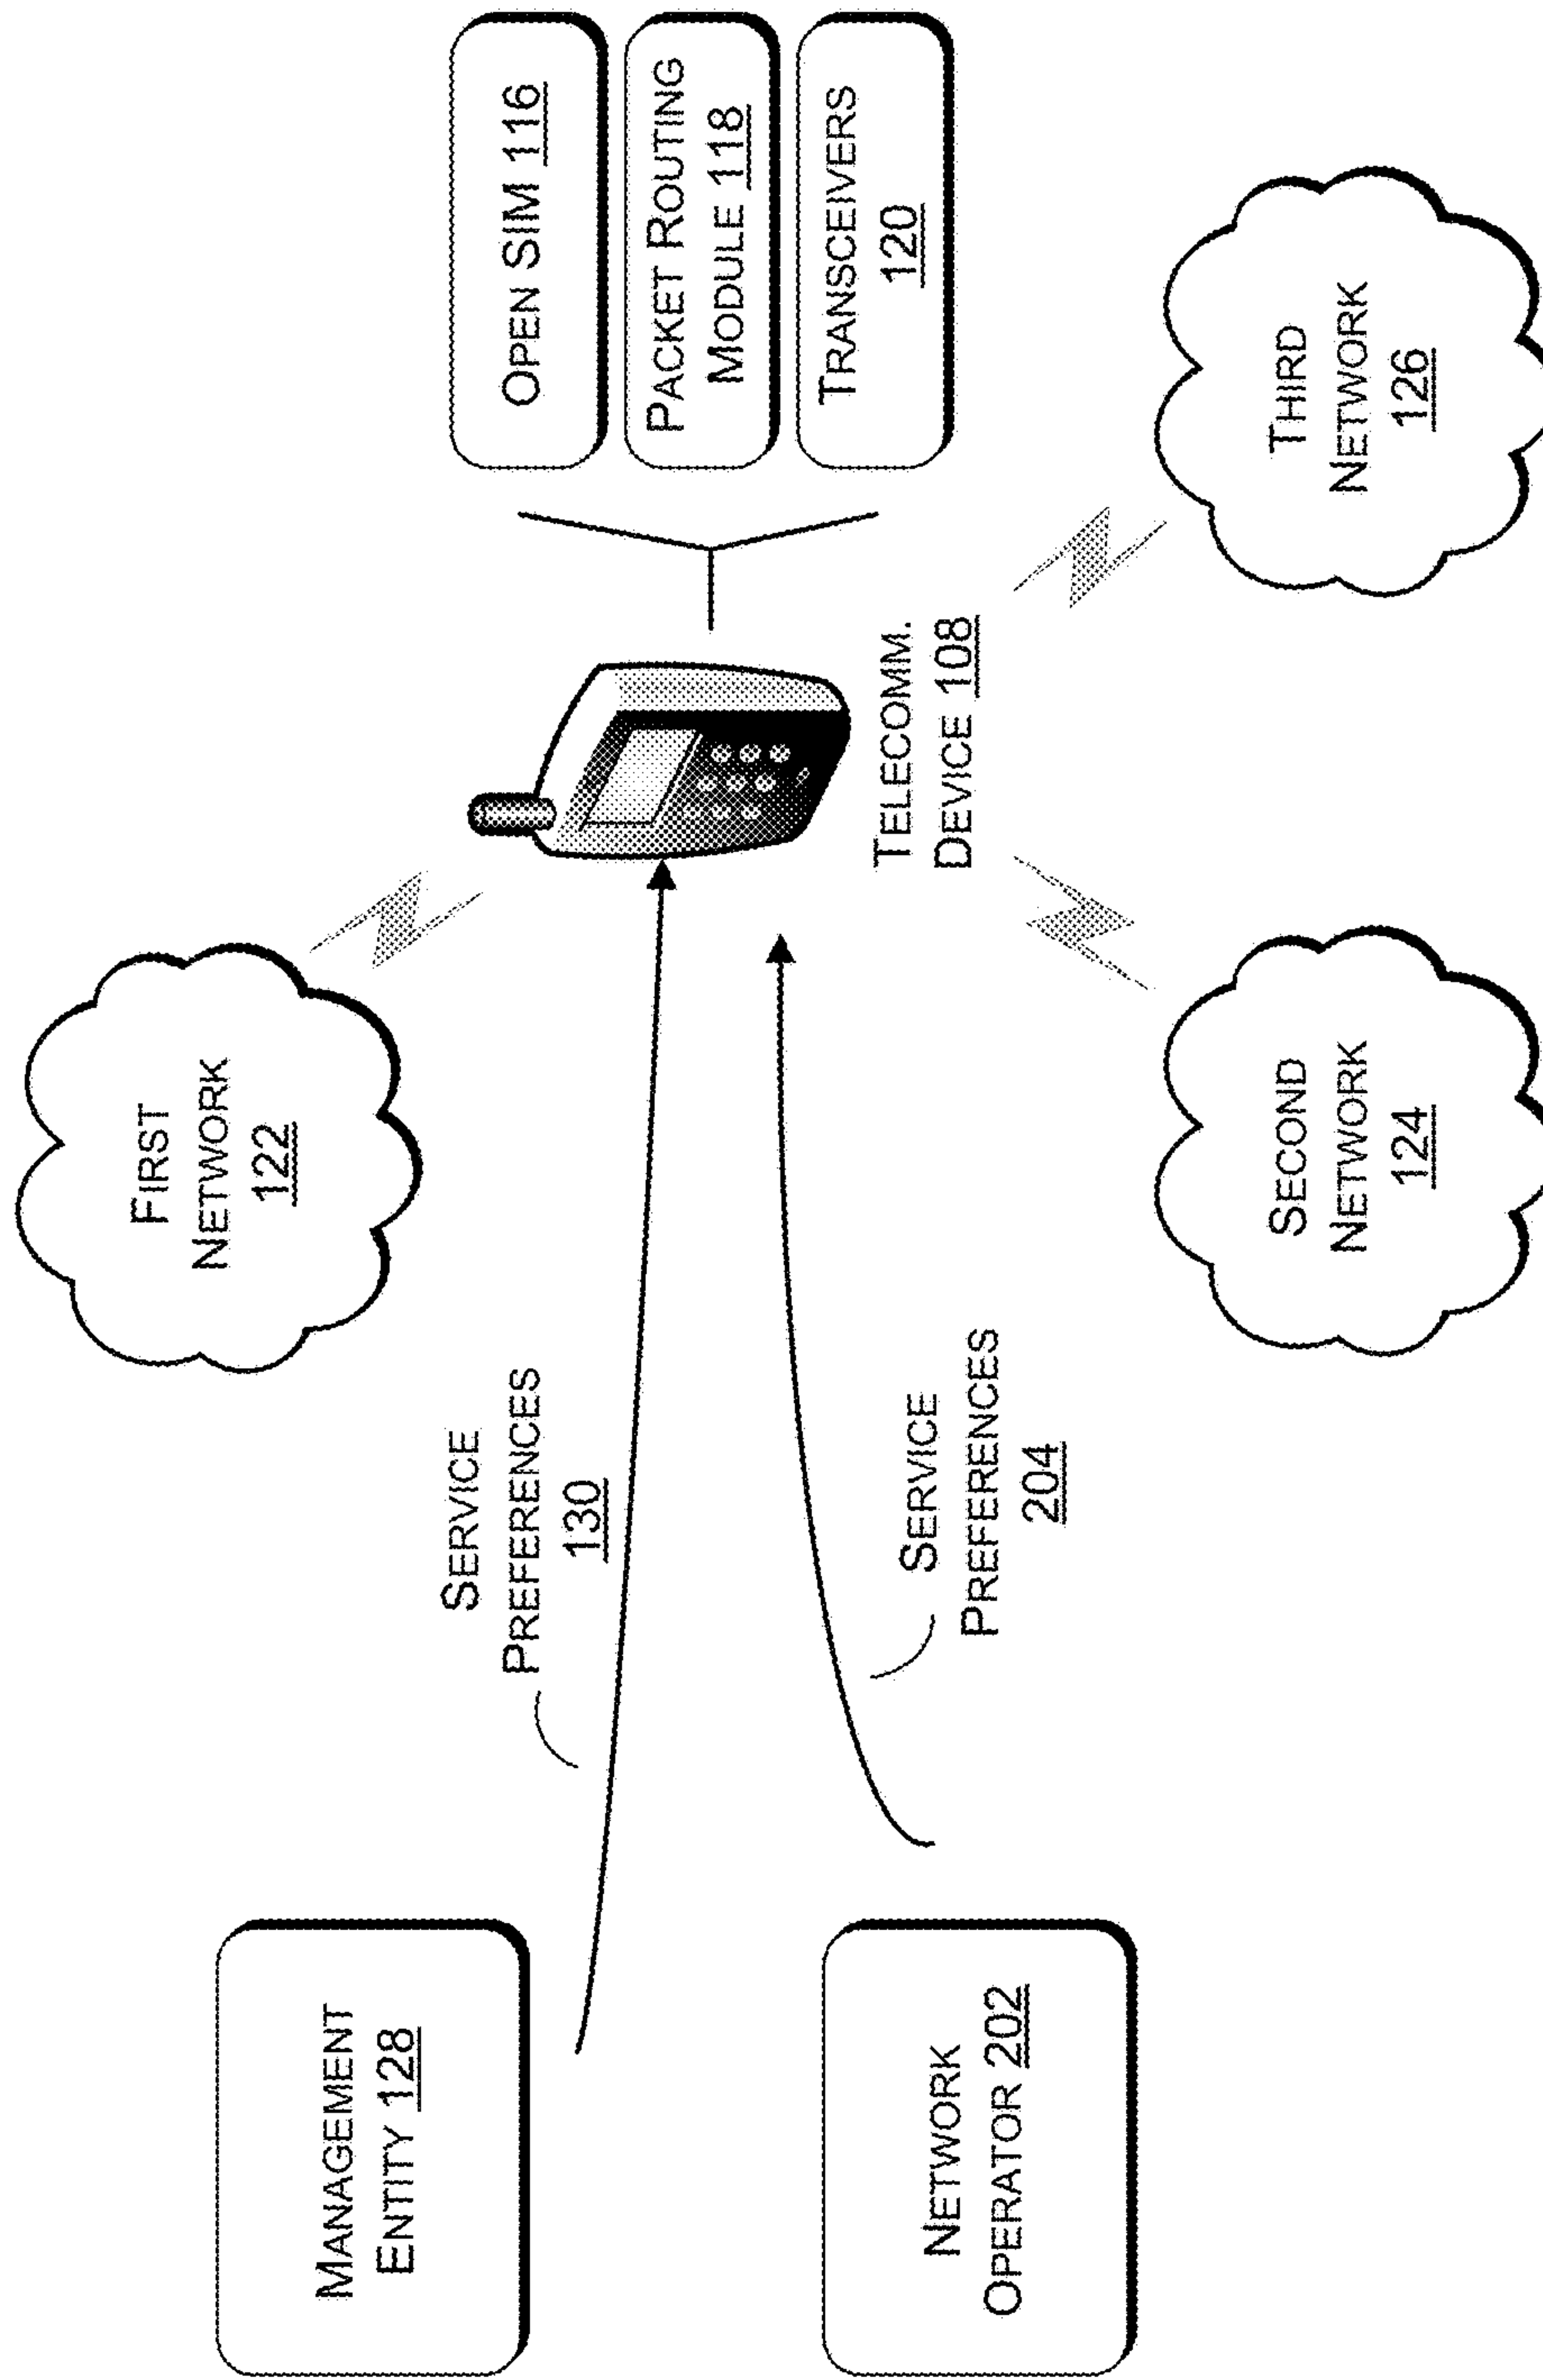 MANAGEMENT
ENTITY 128
NETWORK
OPERATOR 202
SERVICE
PREFERENCES
130
SERVICE
PREFERENCES
204
FIRST
NETWORK
122
SECOND
NETWORK
124
TELECOMM.
DEVICE 108
OPEN SIM 116
PACKET ROUTING
MODULE 118
TRANSCEIVERS
120
THIRD
NETWORK
126